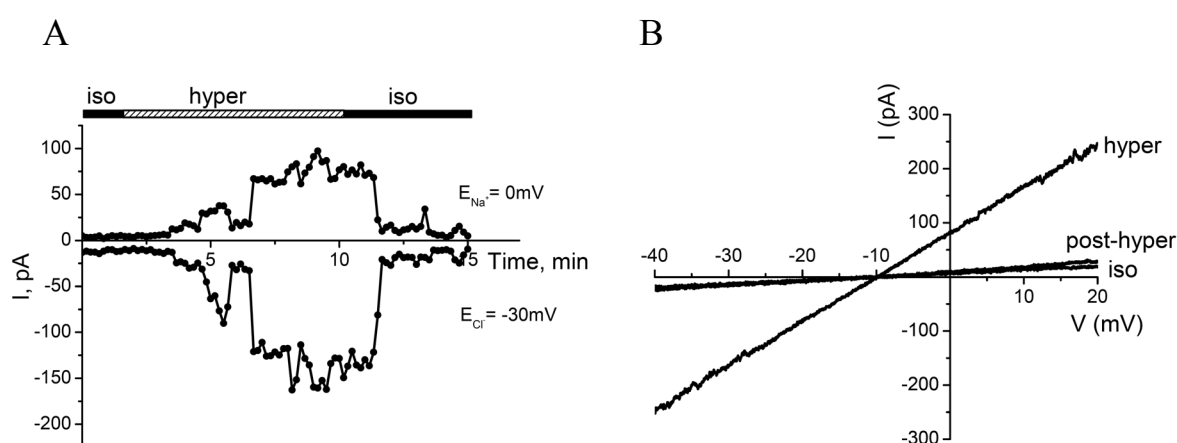 A
iso hyper iso
100
50
0
-50
-100
-150
-200
I, pA
5 10 15
Time, min
E_Na⁺= 0mV
E_Cl⁻= -30mV
B
300
200
100
-100
-200
-300
I (pA)
-40 -30 -20 -10 10 20
V (mV)
hyper
post-hyper
iso